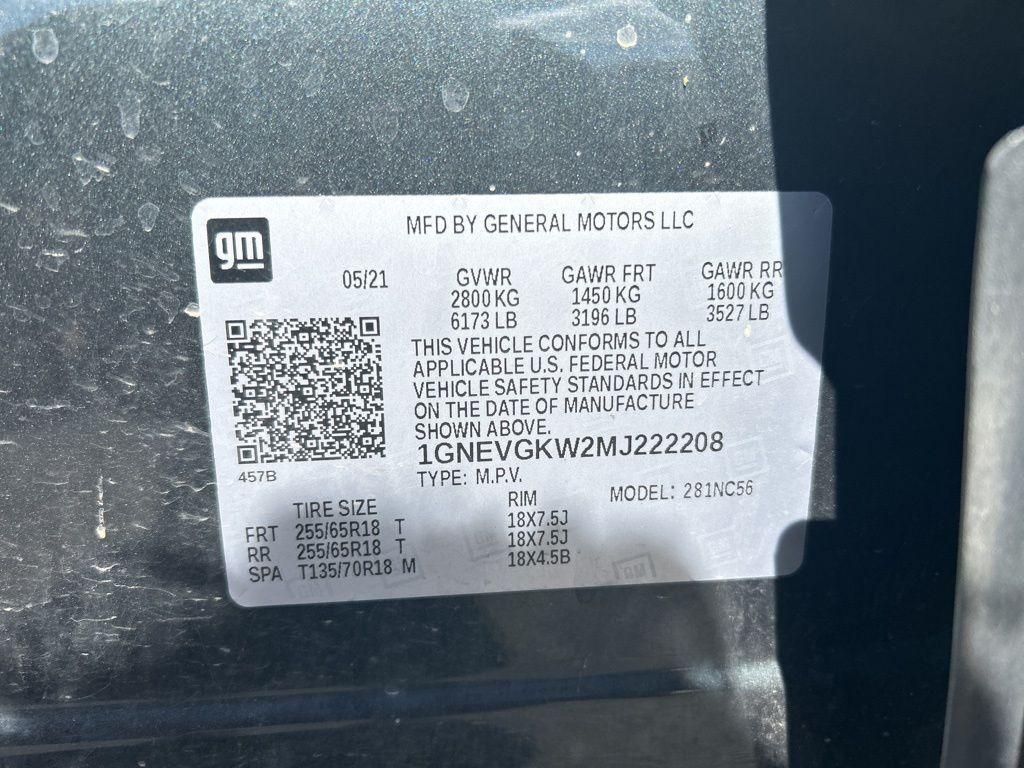 gm
MFD BY GENERAL MOTORS LLC
05/21
GVWR GAWR FRT GAWR RR
2800 KG 1450 KG 1600 KG
6173 LB 3196 LB 3527 LB
THIS VEHICLE CONFORMS TO ALL
APPLICABLE U.S. FEDERAL MOTOR
VEHICLE SAFETY STANDARDS IN EFFECT
ON THE DATE OF MANUFACTURE
SHOWN ABOVE.
1GNEVGKW2MJ222208
457B
TYPE: M.P.V.
MODEL: 281NC56
TIRE SIZE RIM
FRT 255/65R18 T 18X7.5J
RR 255/65R18 T 18X7.5J
SPA T135/70R18 M 18X4.5B